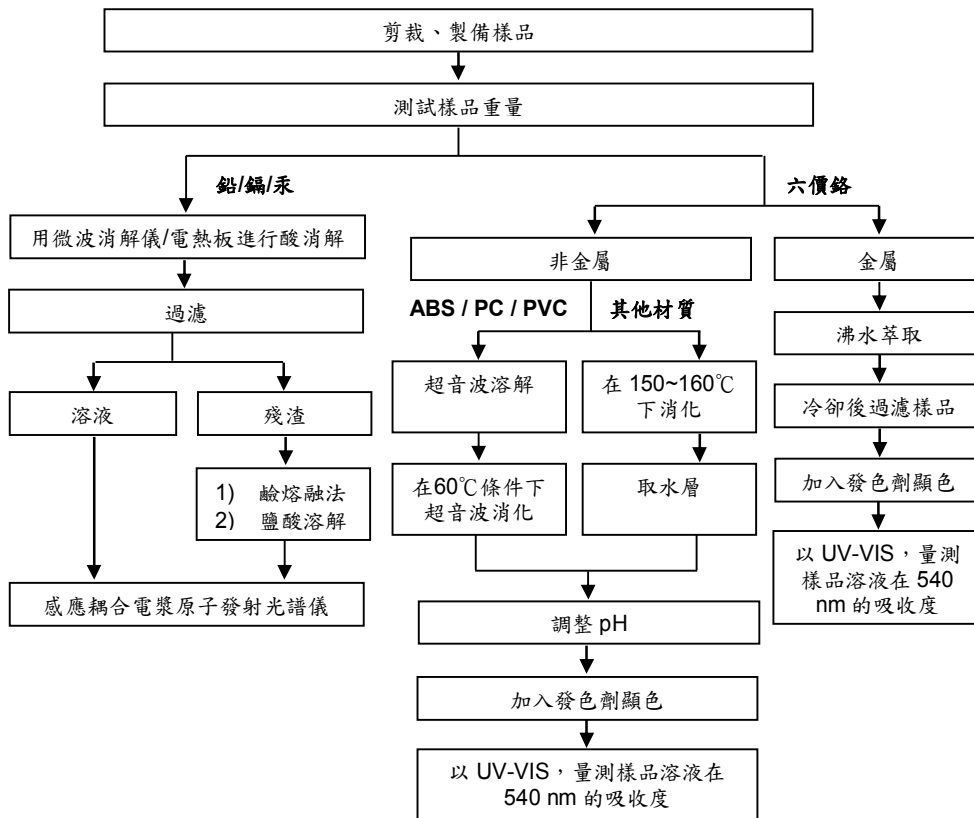 剪裁、製備樣品
測試樣品重量
鉛/鎘/汞
六價鉻
用微波消解儀/電熱板進行酸消解
非金屬
金屬
過濾
ABS / PC / PVC
其他材質
沸水萃取
溶液
殘渣
超音波溶解
在 150~160℃
下消化
冷卻後過濾樣品
1) 鹼熔融法
2) 鹽酸溶解
在60℃條件下
超音波消化
取水層
加入發色劑顯色
感應耦合電漿原子發射光譜儀
以 UV-VIS，量測
樣品溶液在 540
nm 的吸收度
調整 pH
加入發色劑顯色
以 UV-VIS，量測樣品溶液在
540 nm 的吸收度